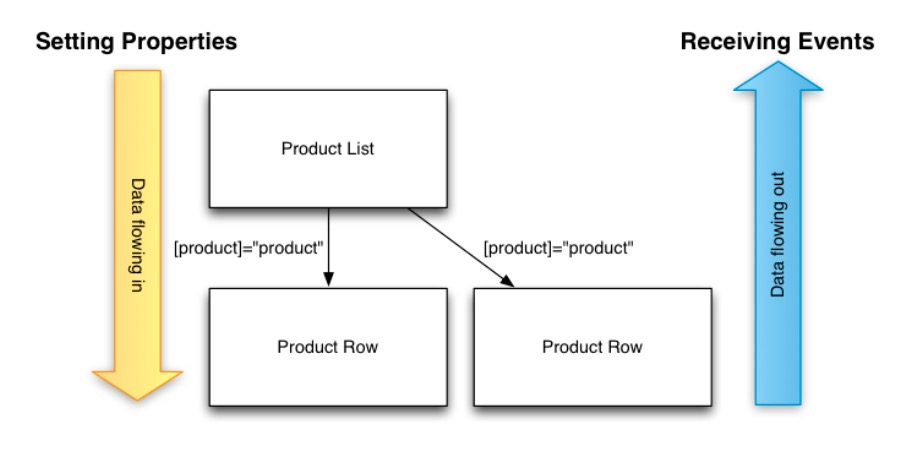 Setting Properties
Receiving Events
Product List
Data flowing in
Data flowing out
[product]="product"
[product]="product"
Product Row
Product Row